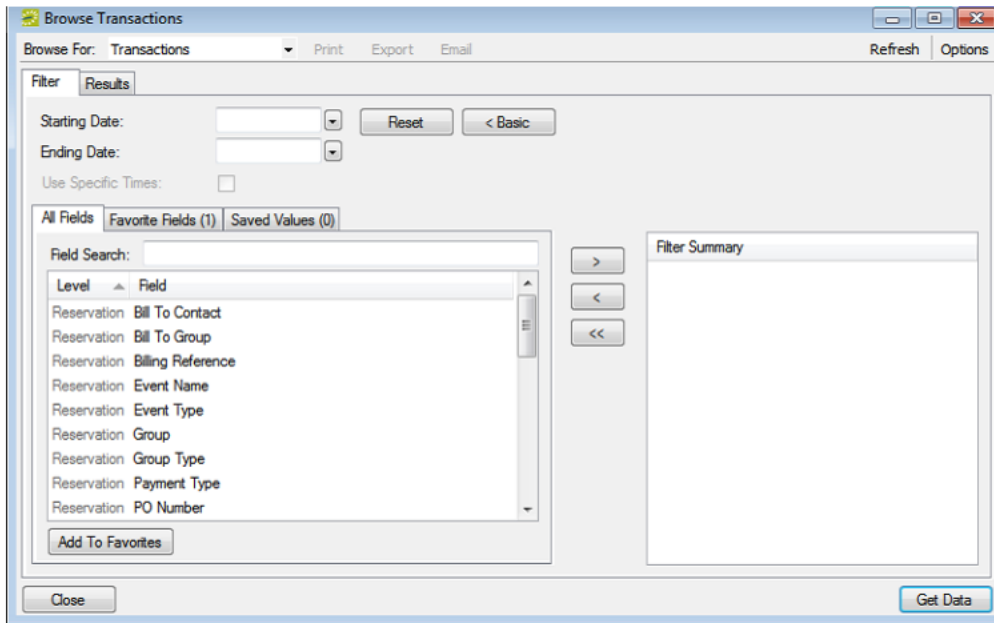 Browse Transactions
Browse For: Transactions Print Export Email Refresh Options
Filter Results
Starting Date: Reset < Basic
Ending Date:
Use Specific Times:
All Fields Favorite Fields (1) Saved Values (0)
Field Search: > Filter Summary
Level Field
<
Reservation Bill To Contact
Reservation Bill To Group <<
Reservation Billing Reference
Reservation Event Name
Reservation Event Type
Reservation Group
Reservation Group Type
Reservation Payment Type
Reservation PO Number
Add To Favorites
Close Get Data